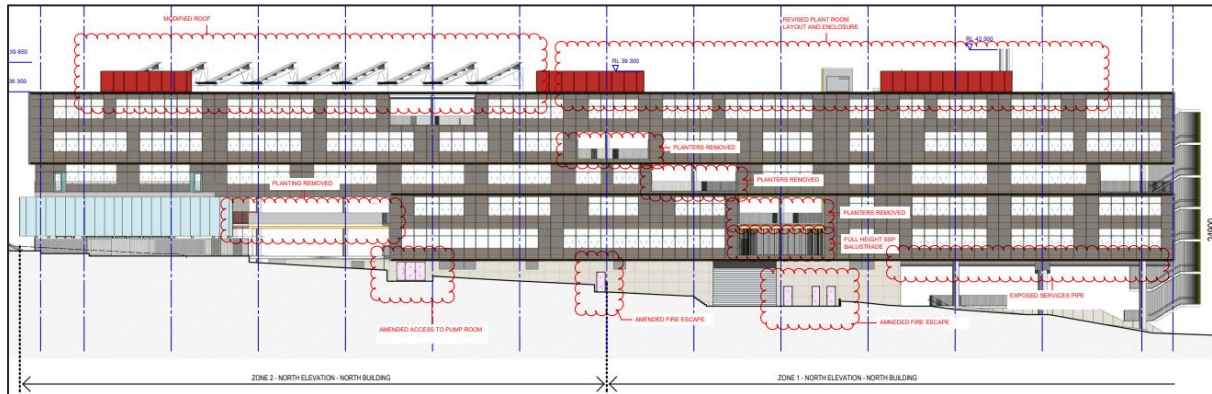 MODIFIED ROOF
REVISED PLANT ROOM
LAYOUT AND ENCLOSURE
RL 42 500
39 850
RL 39 300
36 300
PLANTERS REMOVED
PLANTERS REMOVED
PLANTING REMOVED
PLANTERS REMOVED
FULL HEIGHT SSP
BALUSTRADE
24900
EXPOSED SERVICES PIPE
AMENDED FIRE ESCAPE
AMNEDED FIRE ESCAPE
AMENDED ACCESS TO PUMP ROOM
ZONE 2 - NORTH ELEVATION - NORTH BUILDING
ZONE 1 - NORTH ELEVATION - NORTH BUILDING